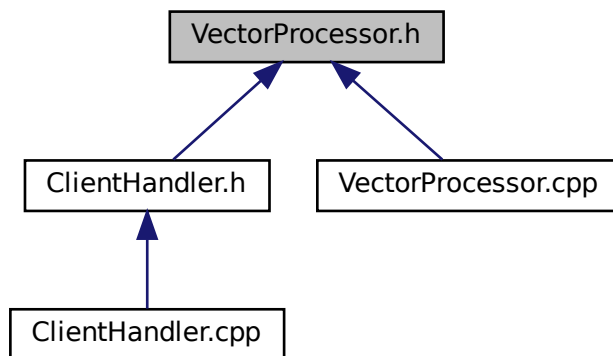 VectorProcessor.h
ClientHandler.h
VectorProcessor.cpp
ClientHandler.cpp